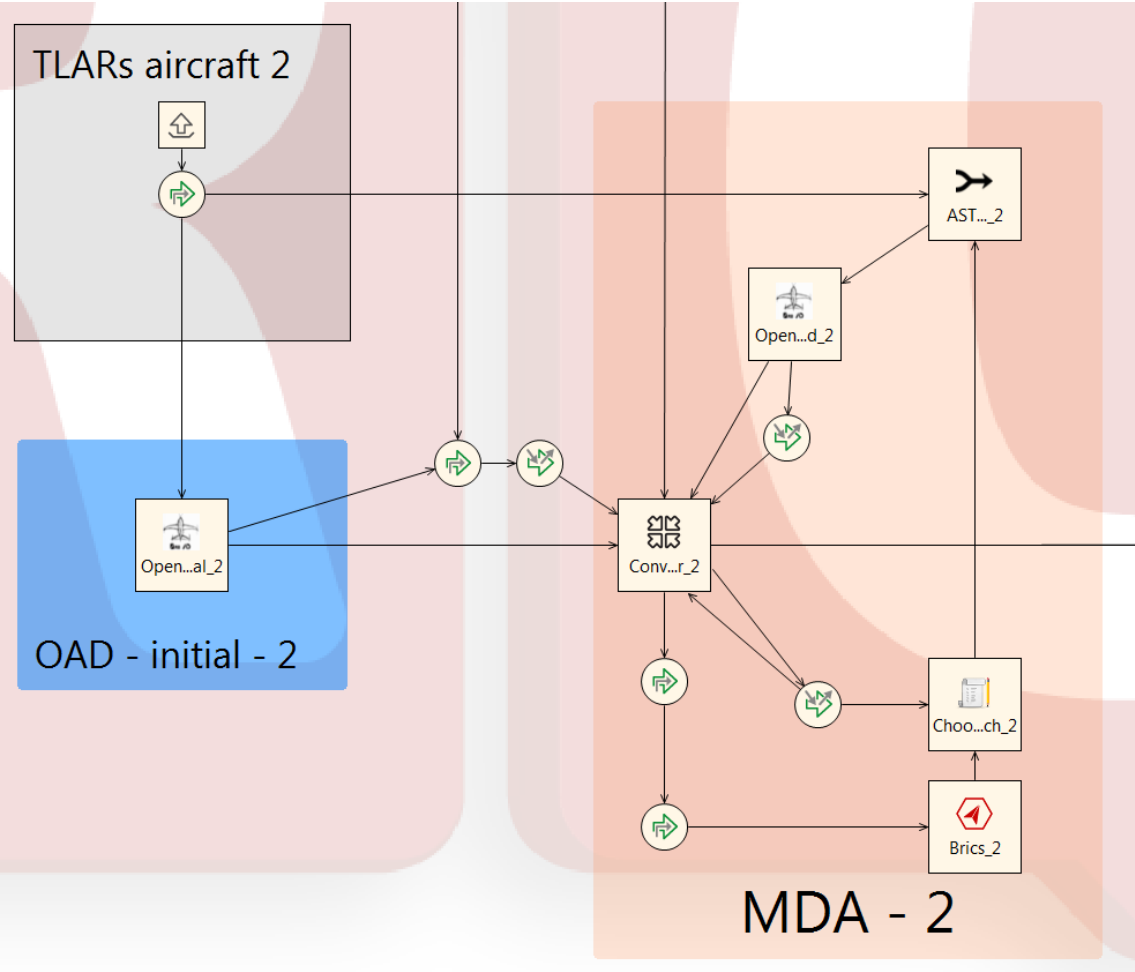 TLARs aircraft 2
AST..._2
Open...d_2
Open...al_2
Conv...r_2
OAD - initial - 2
Choo...ch_2
Brics_2
MDA - 2